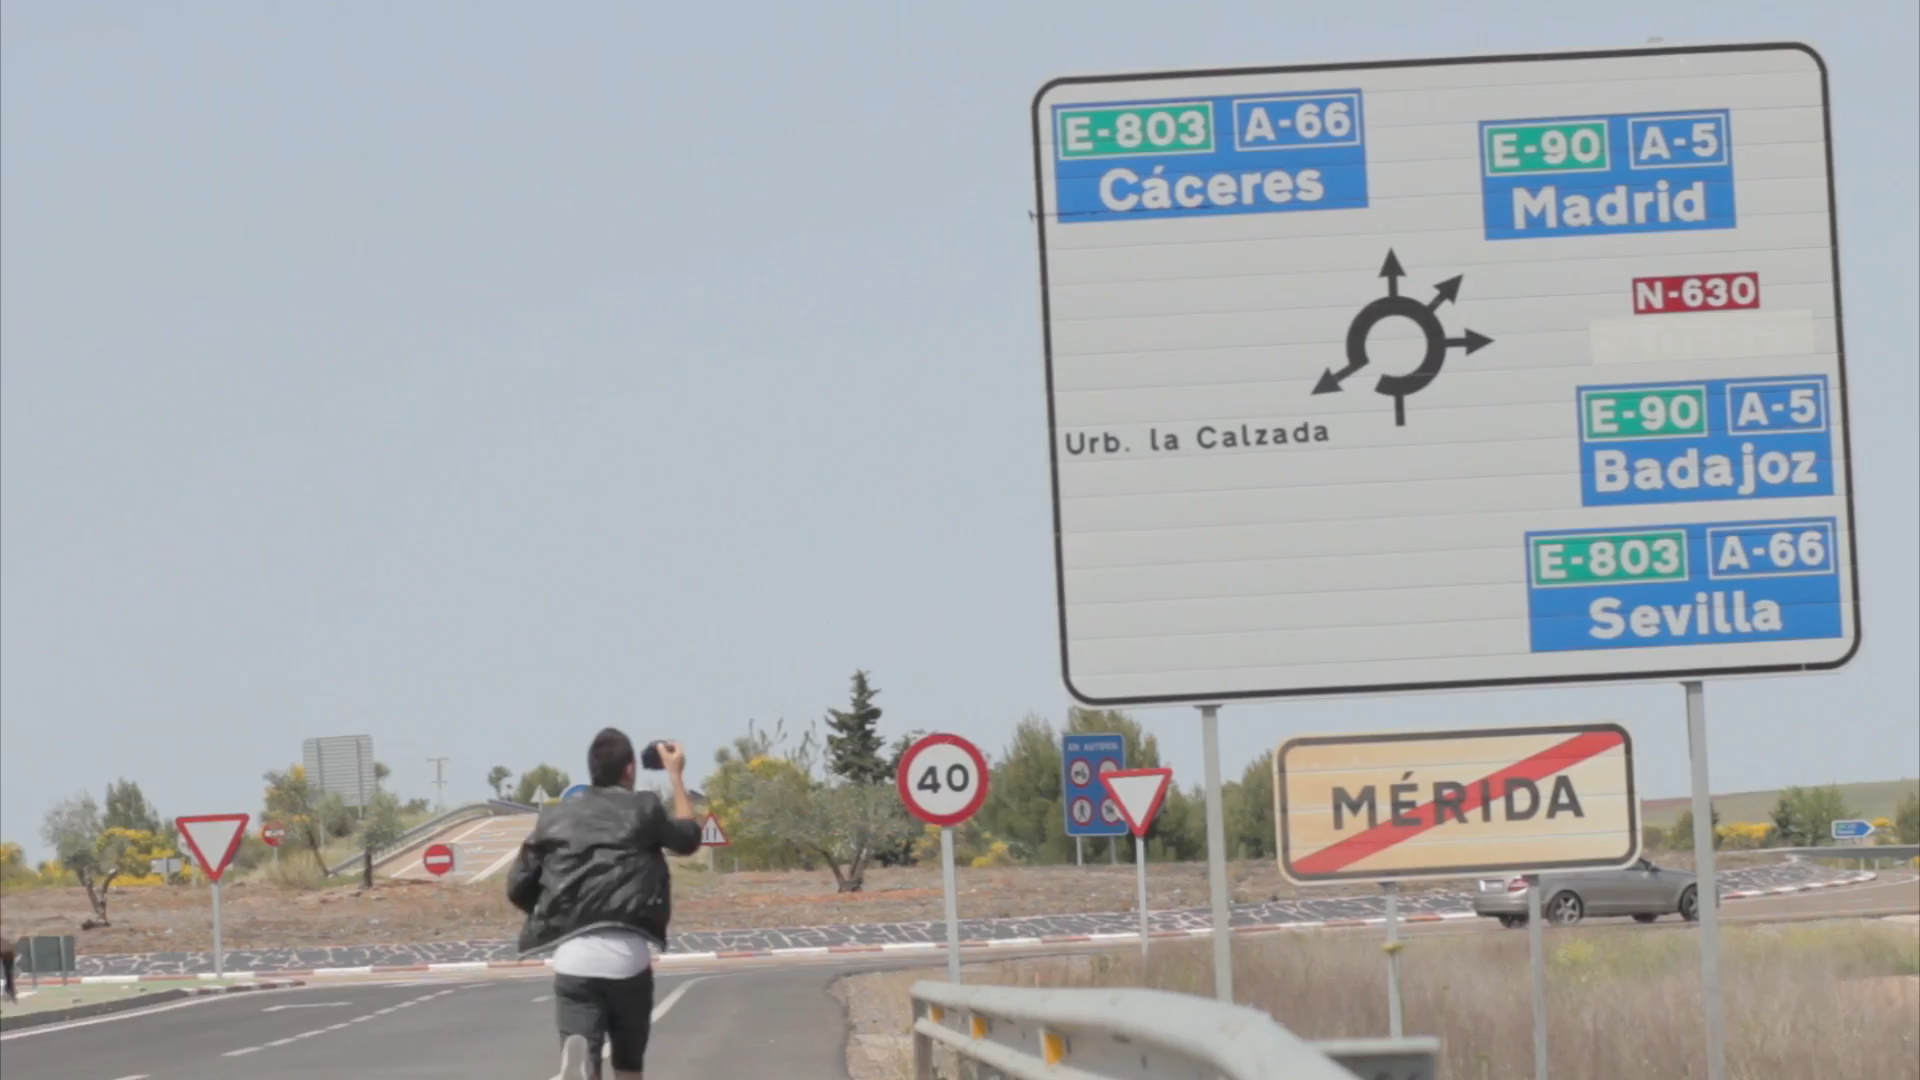 E-803 A-66
Cáceres
E-90 A-5
Madrid
N-630
E-90 A-5
Badajoz
Urb. la Calzada
E-803 A-66
Sevilla
40
MÉRIDA